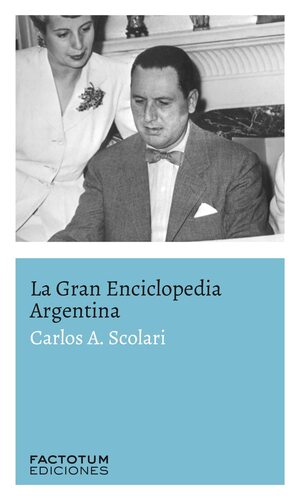 La Gran Enciclopedia
Argentina
Carlos A. Scolari
FACTOTUM
EDICIONES